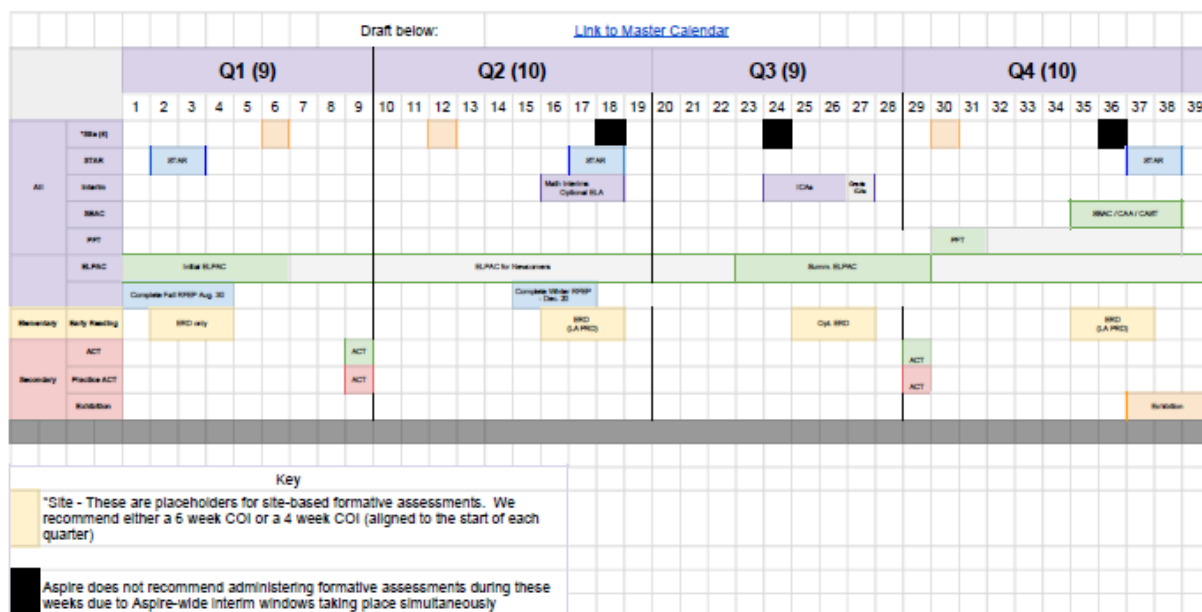 Draft below: Link to Master Calendar
Q1 (9) Q2 (10) Q3 (9) Q4 (10)
1 2 3 4 5 6 7 8 9 10 11 12 13 14 15 16 17 18 19 20 21 22 23 24 25 26 27 28 29 30 31 32 33 34 35 36 37 38 39
*Site (6)
STAR STAR STAR STAR
All Interim Math Interims ICAs
Optional ELA
SBAC SBAC / CAA / CAST
PFT PFT
ELPAC Initial ELPAC ELPAC for Newcomers Summ. ELPAC
Complete Fall RFEP Aug. 30 Complete Winter RFEP
- Dec. 20
Elementary Early Reading ERD only ERD Opt. ERD ERD
(LA PRD) (LA PRD)
ACT ACT ACT
Secondary Practice ACT ACT ACT
Exhibition Exhibition
Key
*Site - These are placeholders for site-based formative assessments. We
recommend either a 6 week COI or a 4 week COI (aligned to the start of each
quarter)
Aspire does not recommend administering formative assessments during these
weeks due to Aspire-wide interim windows taking place simultaneously